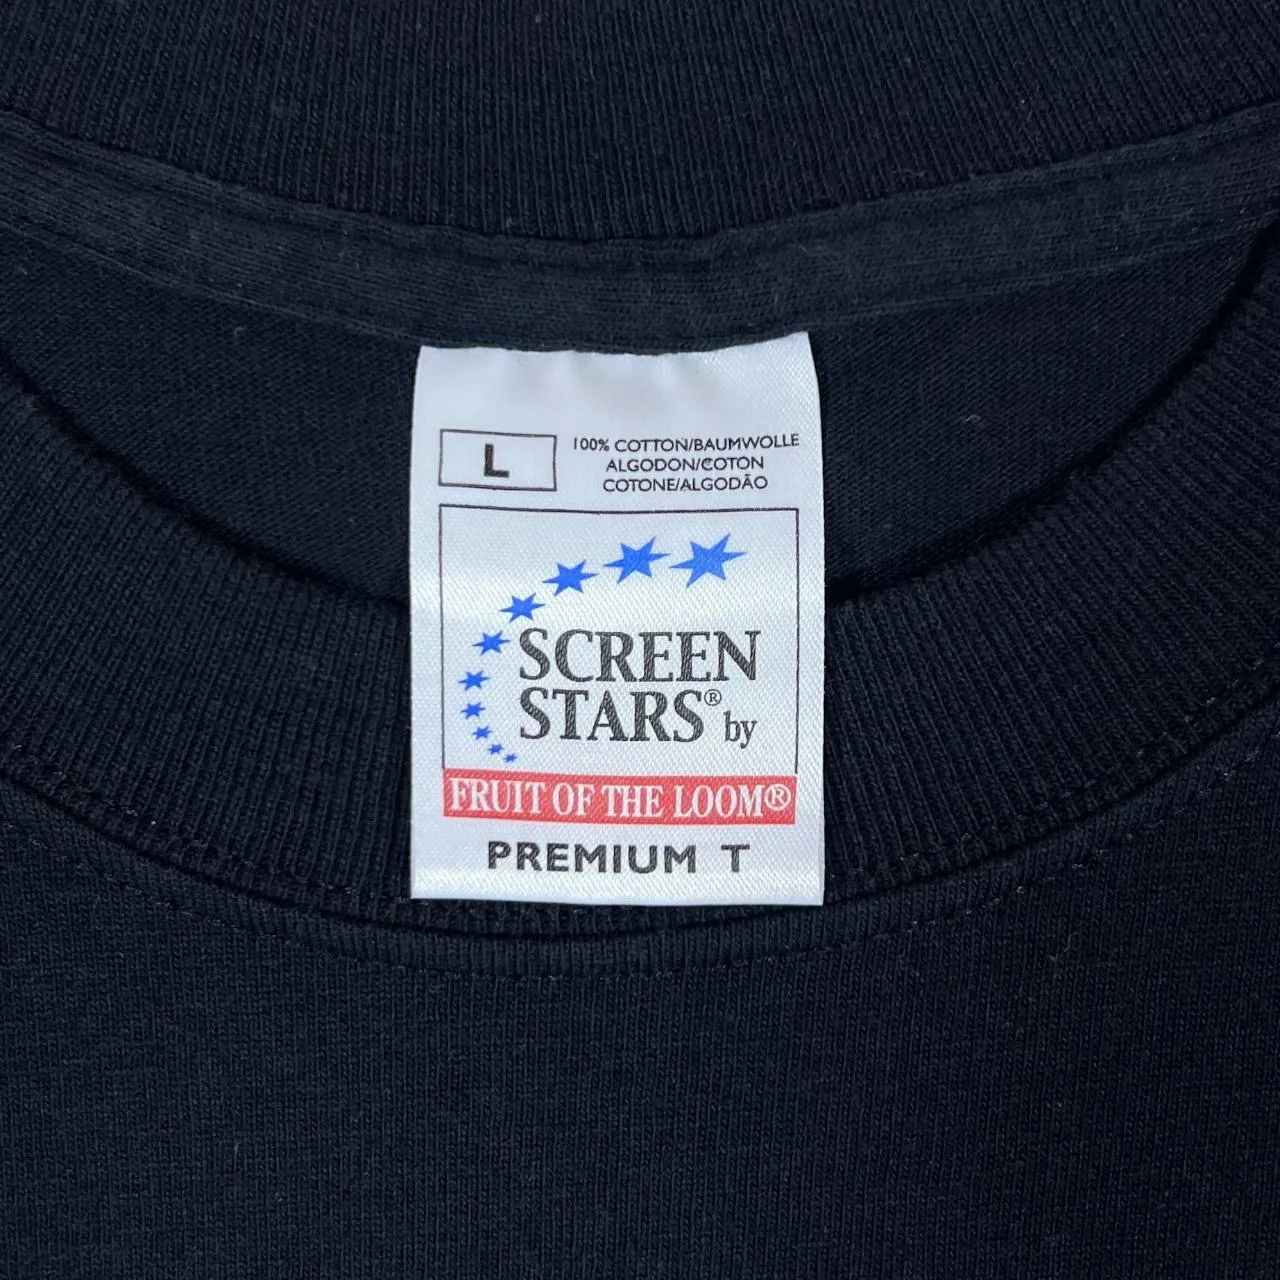 L
100% COTTON/BAUMWOLLE
ALGODON/COTON
COTONE/ALGODÃO
SCREEN
STARS® by
FRUIT OF THE LOOM®
PREMIUM T